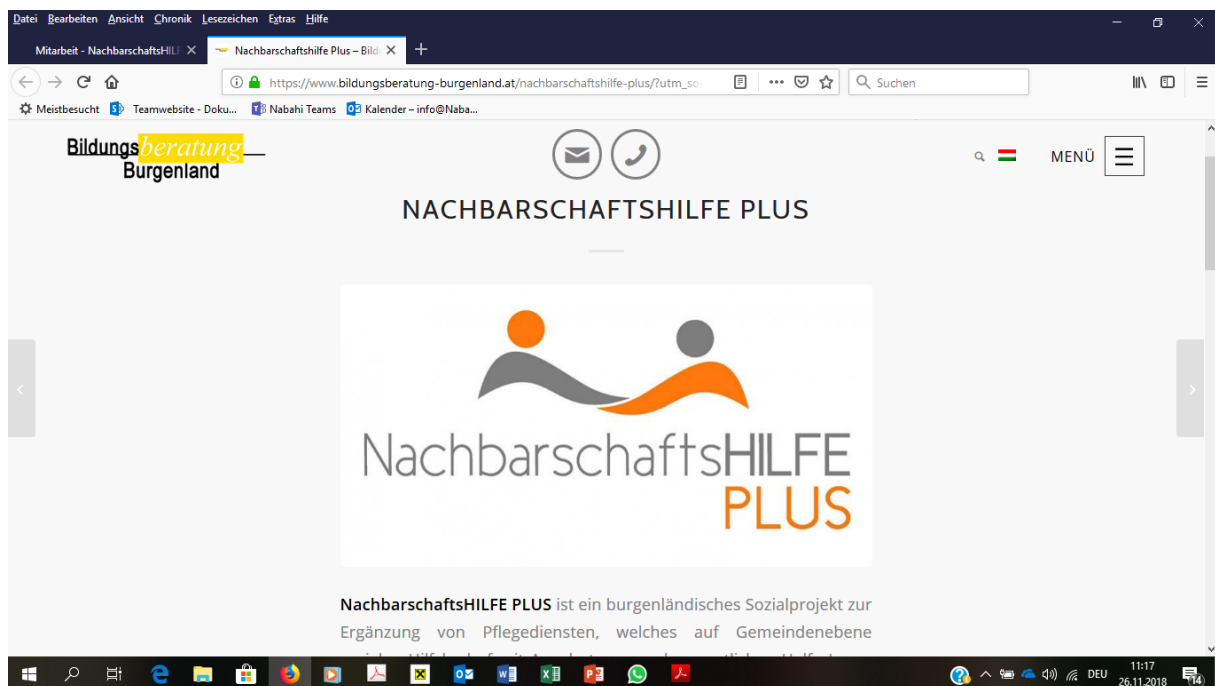 Datei Bearbeiten Ansicht Chronik Lesezeichen Extras Hilfe
Mitarbeit - NachbarschaftsHILF
Nachbarschaftshilfe Plus – Bild
https://www.bildungsberatung-burgenland.at/nachbarschaftshilfe-plus/?utm_so
Suchen
Meistbesucht Teamwebsite - Doku... Nabahi Teams Kalender – info@Naba...
Bildungsberatung
Burgenland
MENÜ
NACHBARSCHAFTSHILFE PLUS
NachbarschaftsHILFE
PLUS
NachbarschaftsHILFE PLUS ist ein burgenländisches Sozialprojekt zur
Ergänzung von Pflegediensten, welches auf Gemeindenebene
DEU
11:17
26.11.2018
14